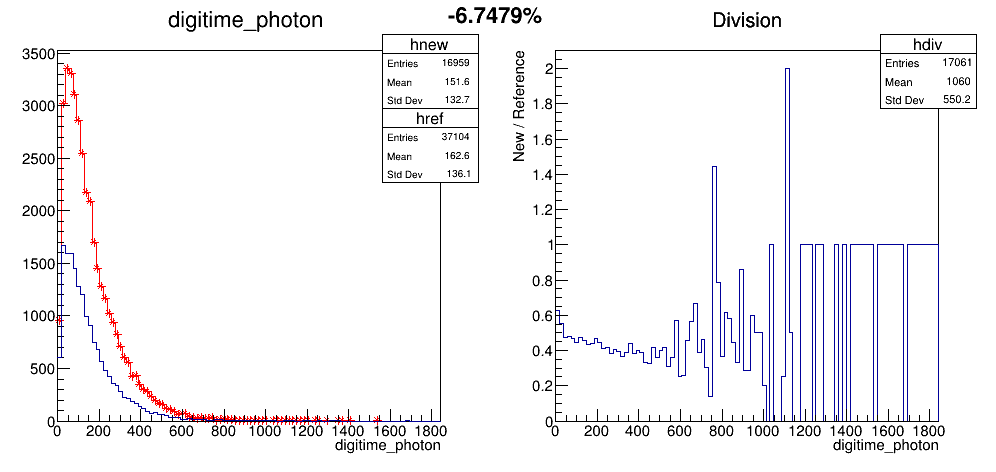 digitime_photon
-6.7479%
Division
hnew
Entries 16959
Mean 151.6
Std Dev 132.7
href
Entries 37104
Mean 162.6
Std Dev 136.1
3500
3000
2500
2000
1500
1000
500
0
0 200 400 600 800 1000 1200 1400 1600 1800
digitime_photon
hdiv
Entries 17061
Mean 1060
Std Dev 550.2
New / Reference
2
1.8
1.6
1.4
1.2
1
0.8
0.6
0.4
0.2
0
0 200 400 600 800 1000 1200 1400 1600 1800
digitime_photon